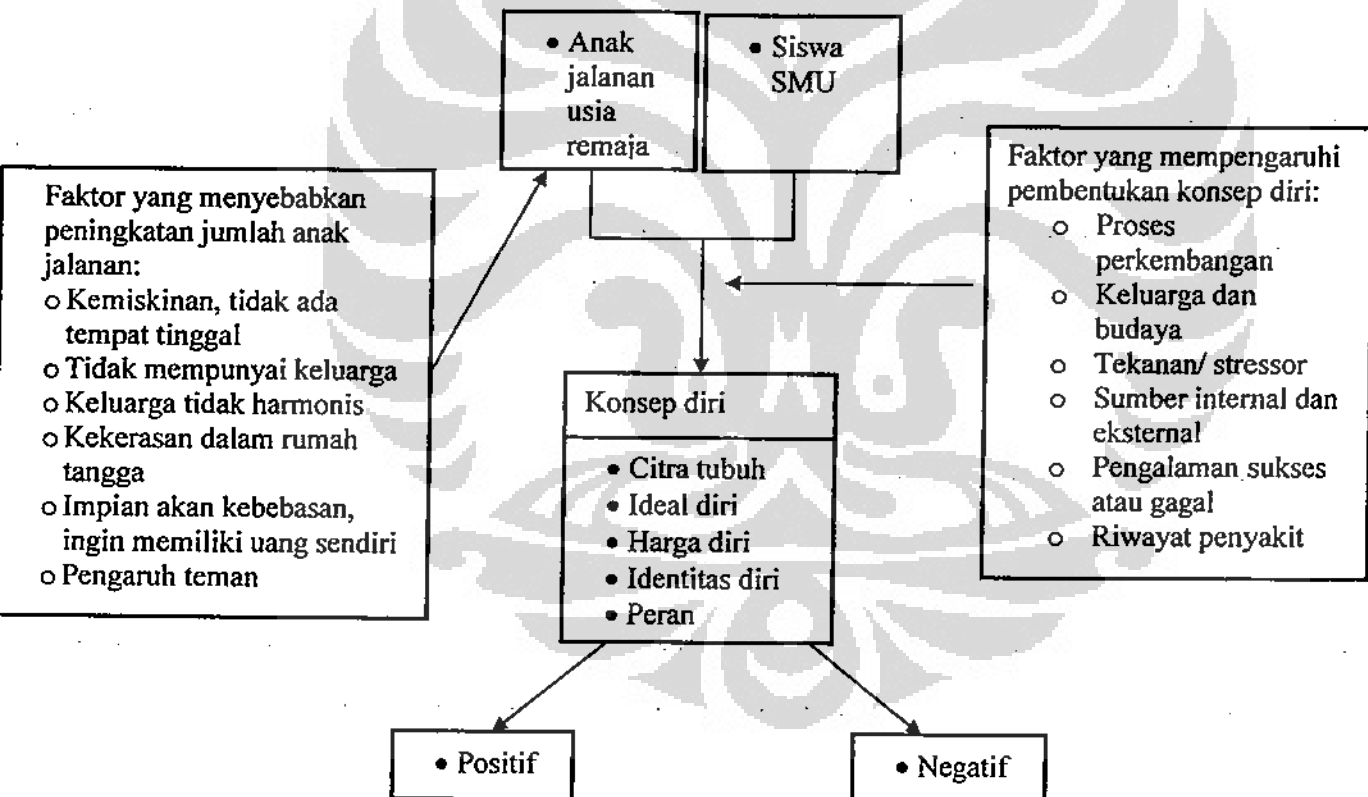 • Anak
jalanan
usia
remaja
• Siswa
SMU
Faktor yang menyebabkan
peningkatan jumlah anak
jalanan:
o Kemiskinan, tidak ada
tempat tinggal
o Tidak mempunyai keluarga
o Keluarga tidak harmonis
o Kekerasan dalam rumah
tangga
o Impian akan kebebasan,
ingin memiliki uang sendiri
o Pengaruh teman
Faktor yang mempengaruhi
pembentukan konsep diri:
o Proses
perkembangan
o Keluarga dan
budaya
o Tekanan/ stressor
o Sumber internal dan
eksternal
o Pengalaman sukses
atau gagal
o Riwayat penyakit
Konsep diri
• Citra tubuh
• Ideal diri
• Harga diri
• Identitas diri
• Peran
• Positif
• Negatif